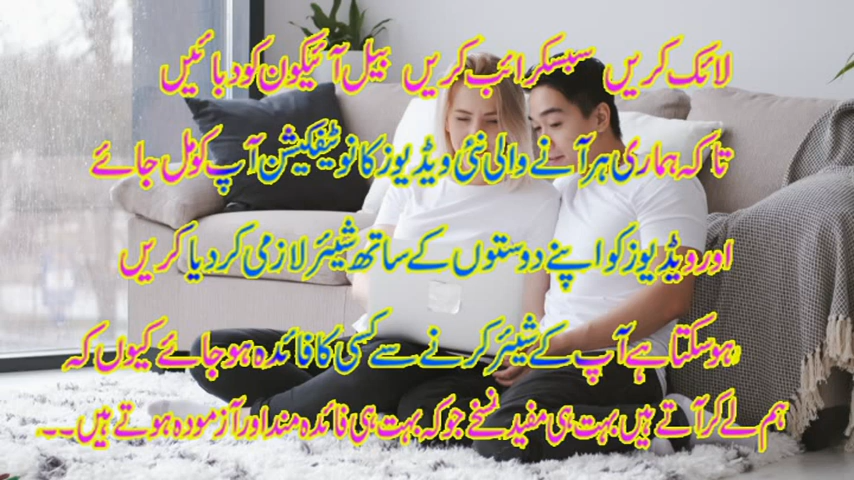 لائک کریں سبسکرائب کریں بیل آئیکون کو دبائیں
تاکہ ہماری ہر آنے والی نئی ویڈیوز کا نوٹیفکیشن آپ کو مل جائے
اور ویڈیوز کو اپنے دوستوں کے ساتھ شیئر لازمی کر دیا کریں
ہو سکتا ہے آپ کے شیئر کرنے سے کسی کا فائدہ ہو جائے کیوں کہ
ہم لے کر آتے ہیں بہت ہی مفید نسخے جو کہ بہت ہی فائدہ مند اور آزمودہ ہوتے ہیں۔۔